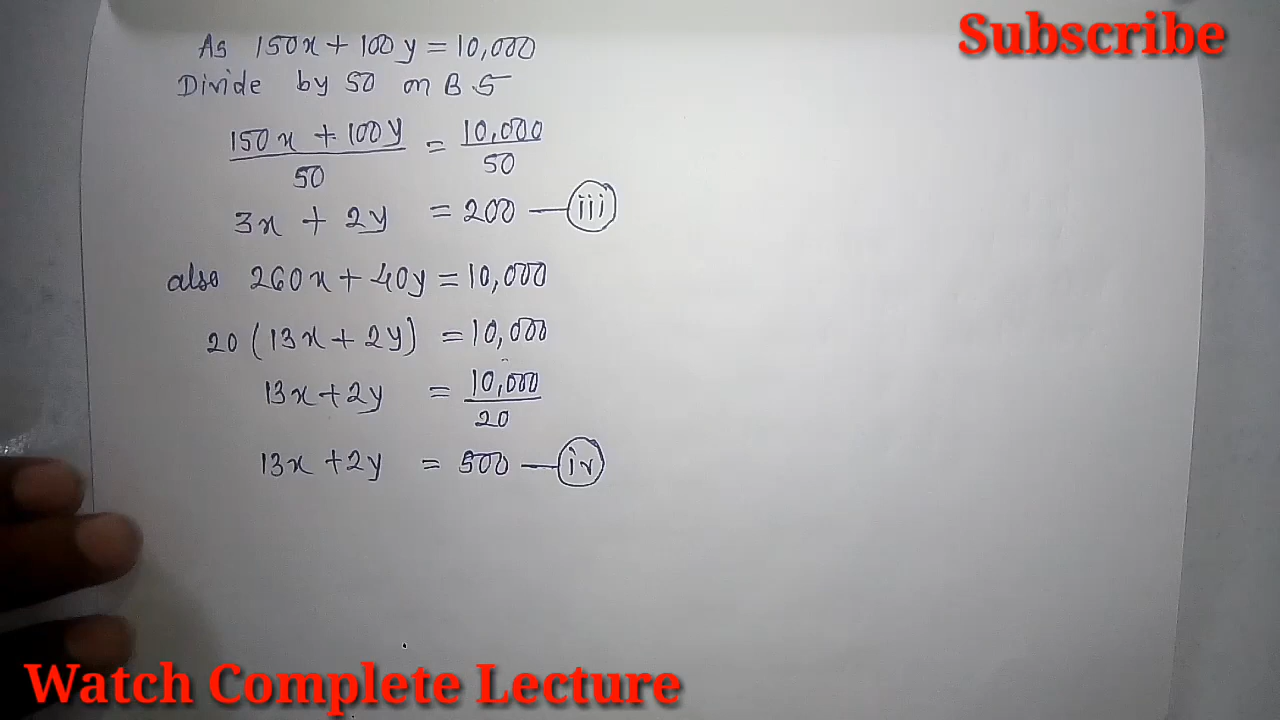 Subscribe
As 150x + 100y = 10,000
Divide by 50 on B.S
150x + 100y / 50 = 10,000 / 50
3x + 2y = 200 — iii
also 260x + 40y = 10,000
20 (13x + 2y) = 10,000
13x + 2y = 10,000 / 20
13x + 2y = 500 — iv
Watch Complete Lecture